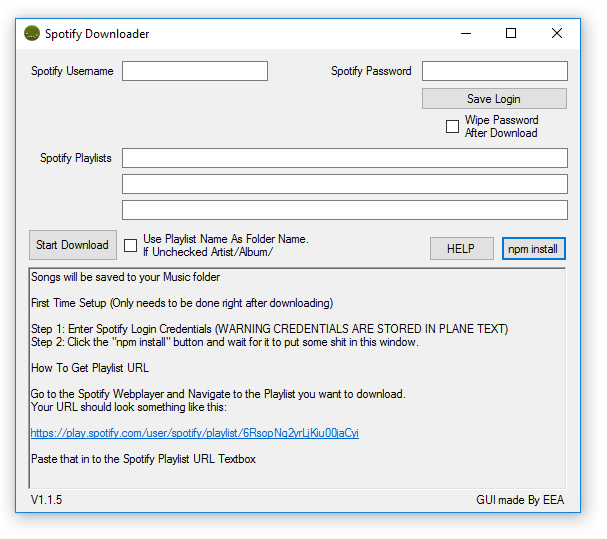 Spotify Downloader
Spotify Username
Spotify Password
Save Login
Wipe Password
After Download
Spotify Playlists
Start Download
Use Playlist Name As Folder Name.
If Unchecked Artist/Album/
HELP
npm install
Songs will be saved to your Music folder
First Time Setup (Only needs to be done right after downloading)
Step 1: Enter Spotify Login Credentials (WARNING CREDENTIALS ARE STORED IN PLANE TEXT)
Step 2: Click the "npm install" button and wait for it to put some shit in this window.
How To Get Playlist URL
Go to the Spotify Webplayer and Navigate to the Playlist you want to download.
Your URL should look something like this:
https://play.spotify.com/user/spotify/playlist/6RsopNq2yrLjKiu00jaCyi
Paste that in to the Spotify Playlist URL Textbox
V1.1.5
GUI made By EEA